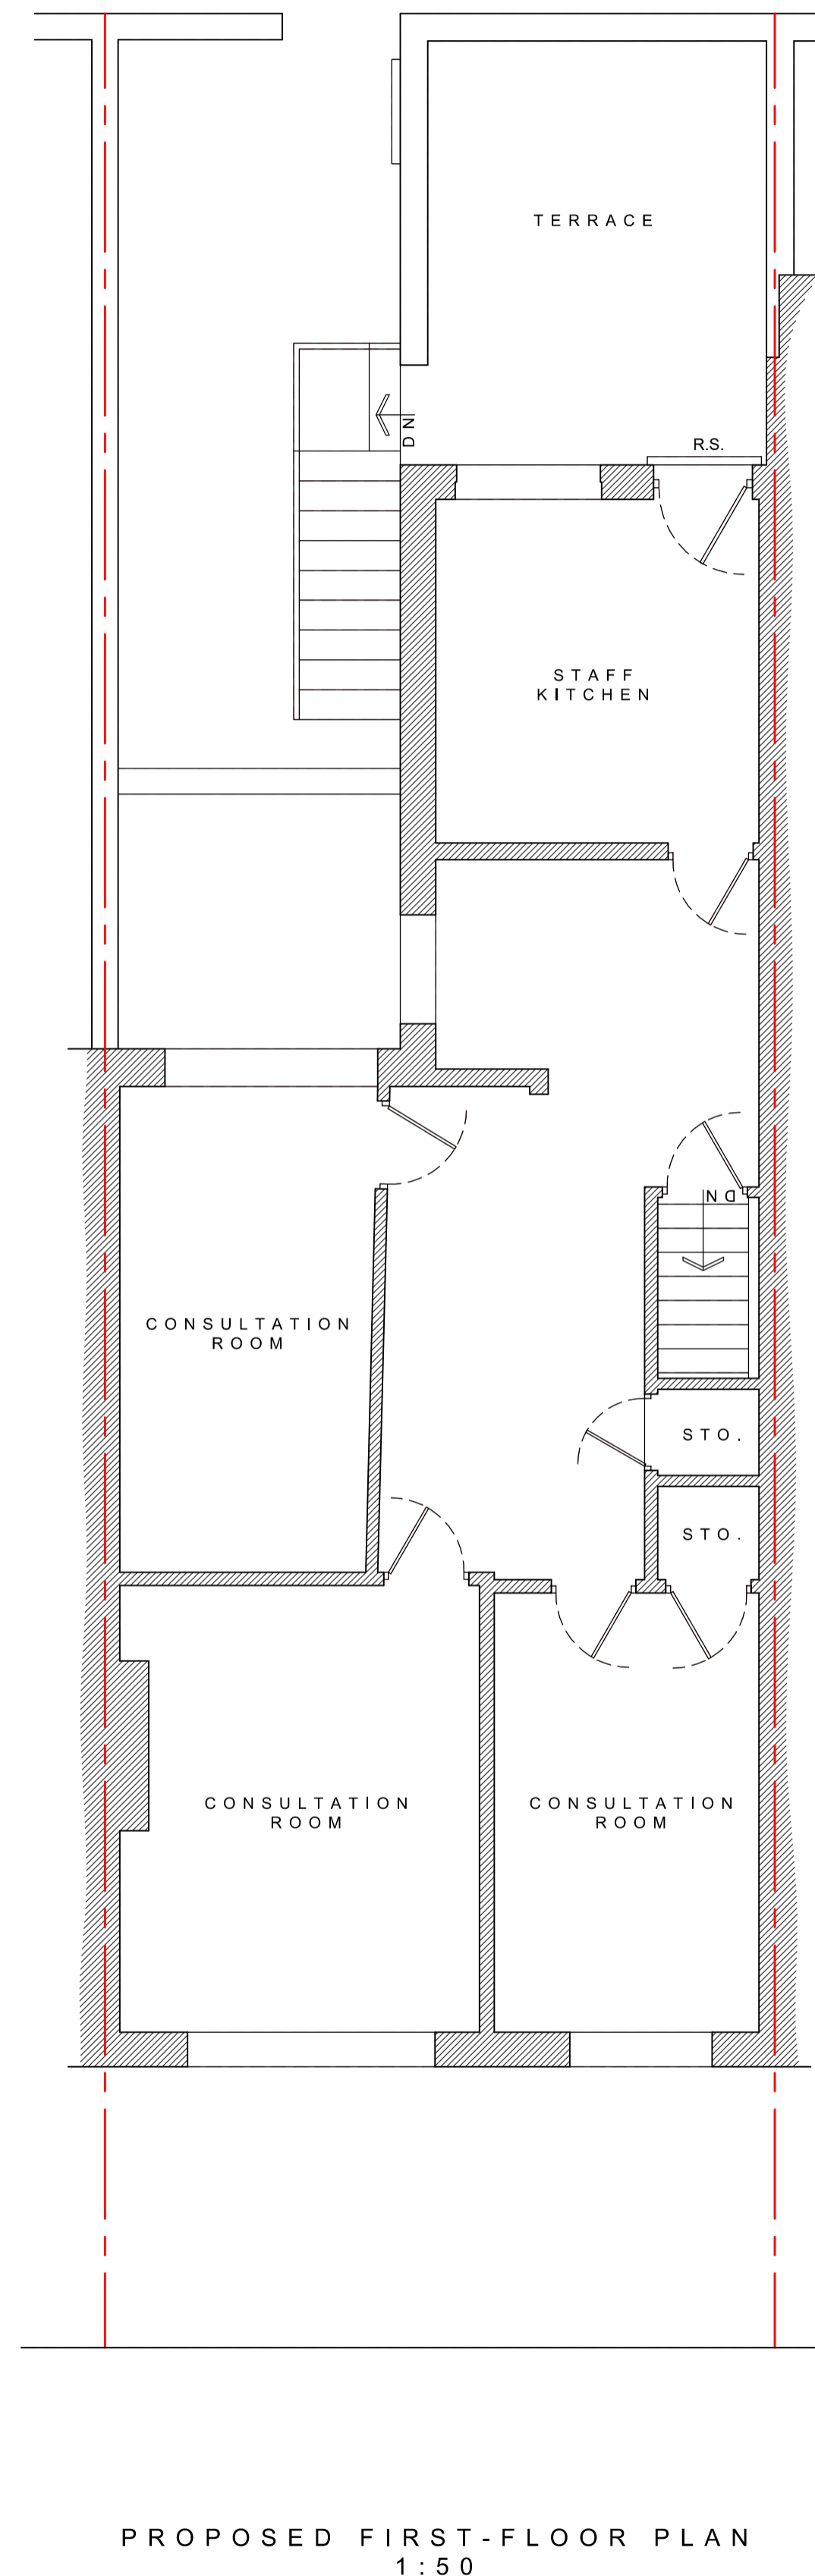 TERRACE
DN
R.S.
STAFF
KITCHEN
DN
CONSULTATION
ROOM
STO.
STO.
CONSULTATION
ROOM
CONSULTATION
ROOM
PROPOSED FIRST-FLOOR PLAN
1:50